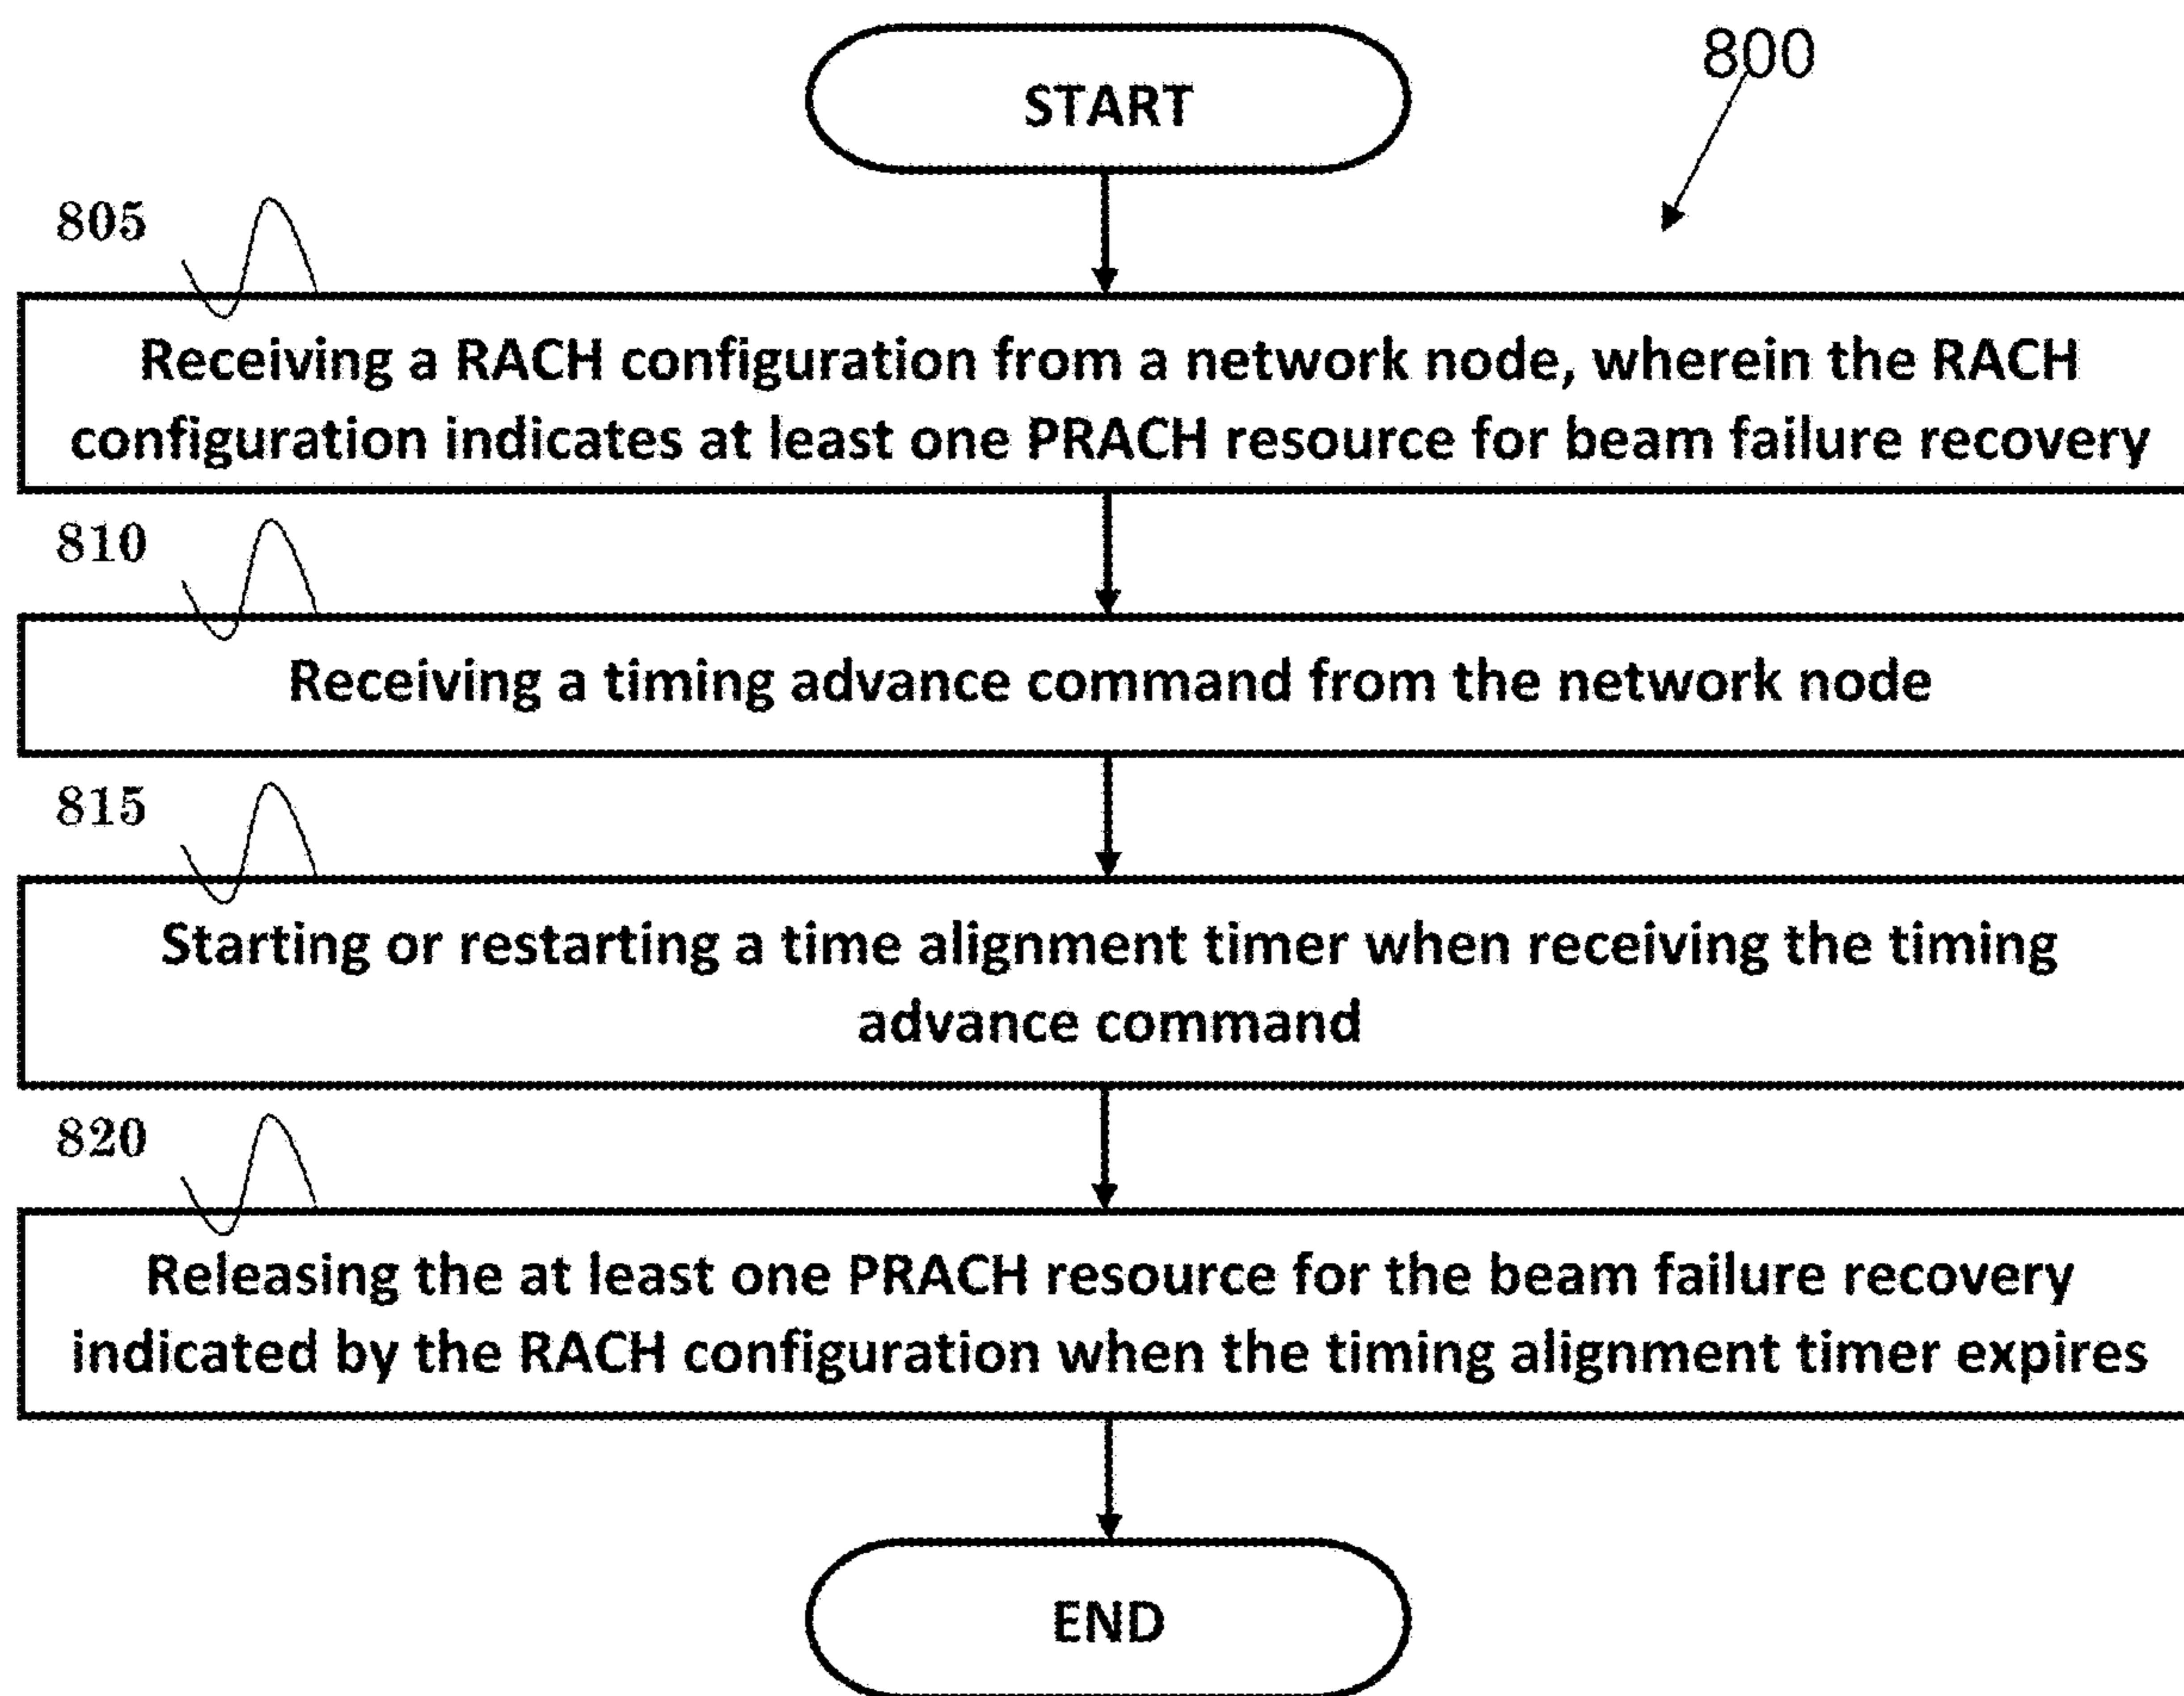 START
800
805
Receiving a RACH configuration from a network node, wherein the RACH
configuration indicates at least one PRACH resource for beam failure recovery
810
Receiving a timing advance command from the network node
815
Starting or restarting a time alignment timer when receiving the timing
advance command
820
Releasing the at least one PRACH resource for the beam failure recovery
indicated by the RACH configuration when the timing alignment timer expires
END